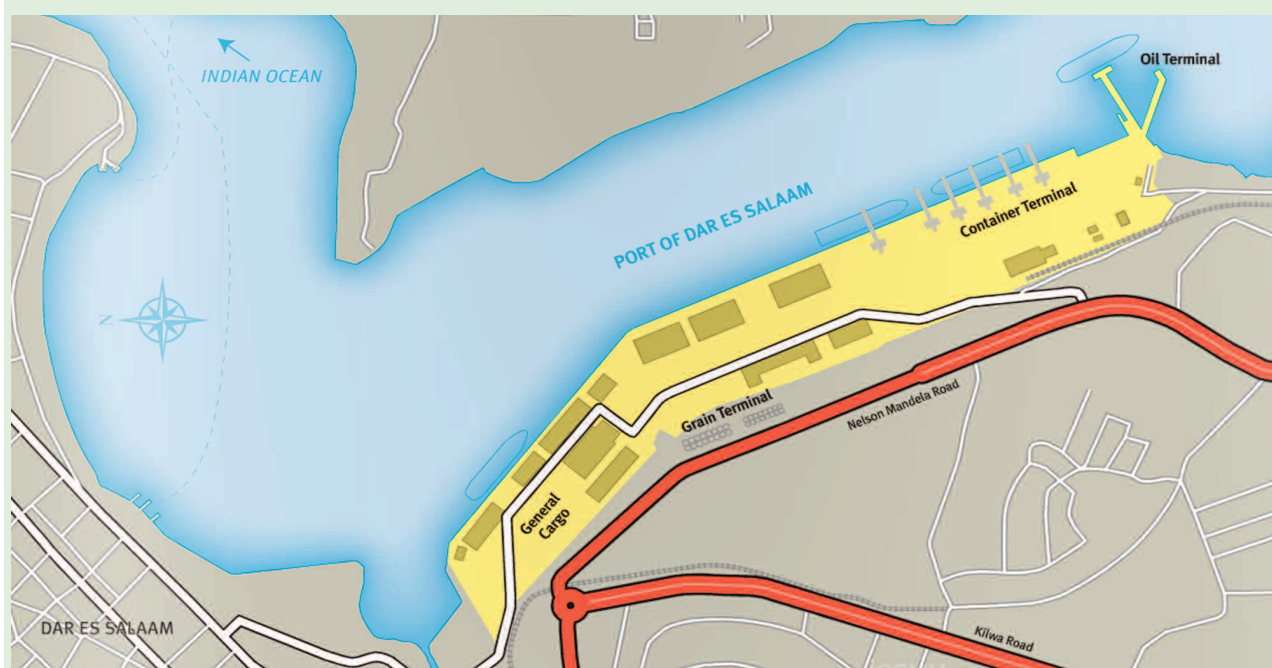 INDIAN OCEAN
Oil Terminal
PORT OF DAR ES SALAAM
Container Terminal
N
Nelson Mandela Road
Grain Terminal
General
Cargo
DAR ES SALAAM
Kilwa Road